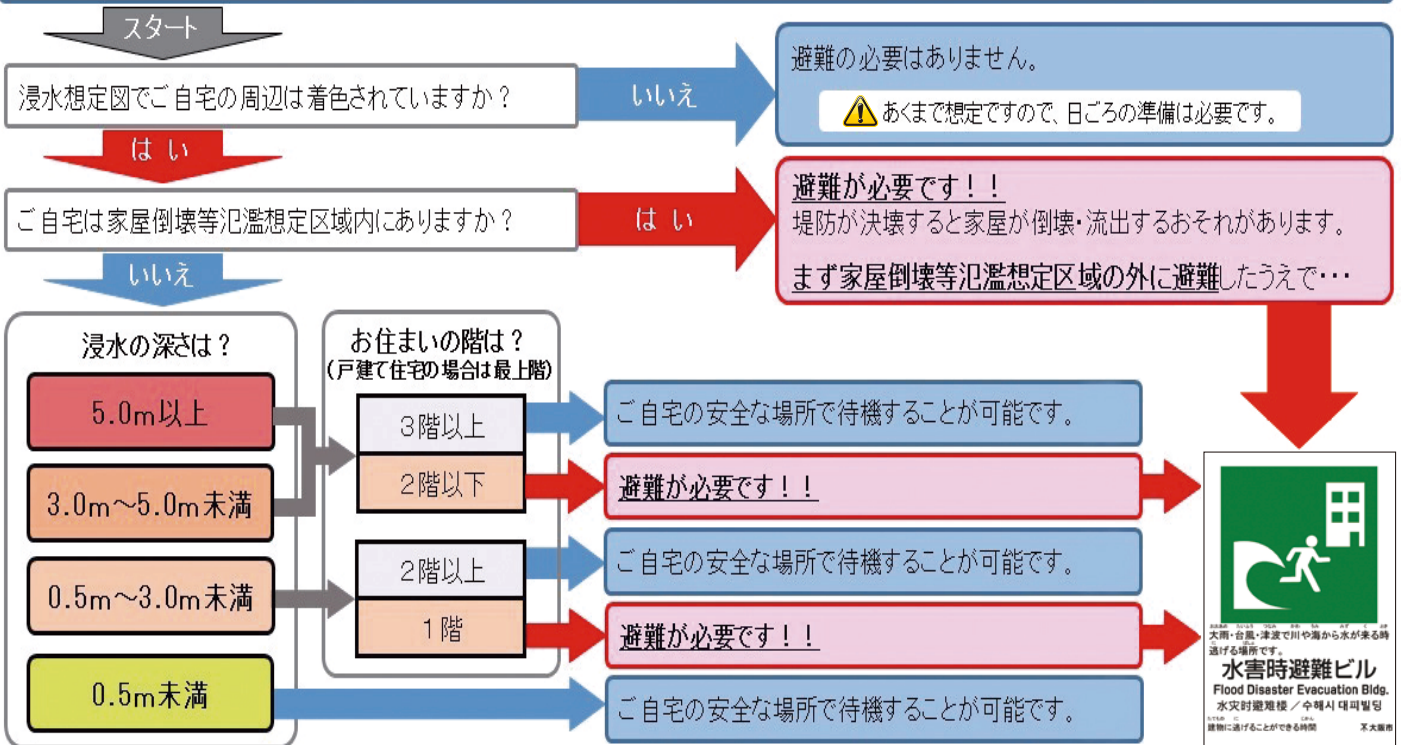 スタート
浸水想定図でご自宅の周辺は着色されていますか？
いいえ
避難の必要はありません。
あくまで想定ですので、日ごろの準備は必要です。
はい
ご自宅は家屋倒壊等氾濫想定区域内にありますか？
はい
避難が必要です！！
堤防が決壊すると家屋が倒壊・流出するおそれがあります。
まず家屋倒壊等氾濫想定区域の外に避難したうえで・・・
いいえ
浸水の深さは？
5.0m以上
3.0m～5.0m未満
0.5m～3.0m未満
0.5m未満
お住まいの階は？
（戸建て住宅の場合は最上階）
3階以上
2階以下
2階以上
1階
ご自宅の安全な場所で待機することが可能です。
避難が必要です！！
ご自宅の安全な場所で待機することが可能です。
避難が必要です！！
ご自宅の安全な場所で待機することが可能です。
大雨・台風・津波で川や海から水が来る時
逃げる場所です。
水害時避難ビル
Flood Disaster Evacuation Bldg.
水灾时避难楼／수해시 대피빌딩
建物に逃げることができる時間
大阪市